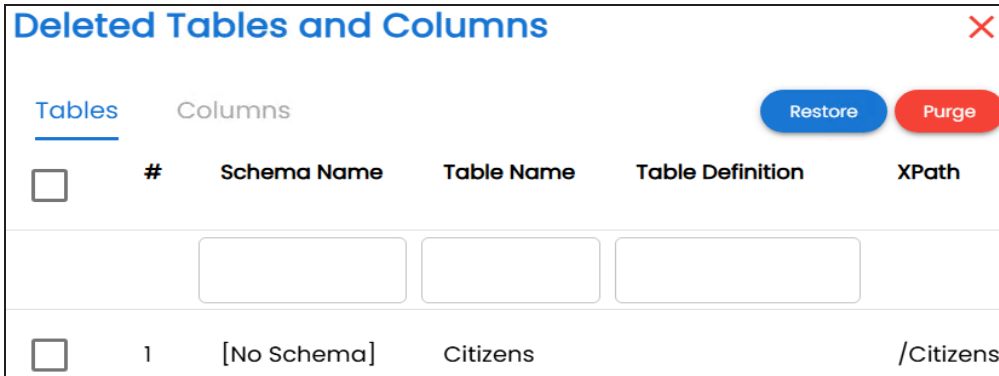 Deleted Tables and Columns
Tables Columns Restore Purge
# Schema Name Table Name Table Definition XPath
1 [No Schema] Citizens /Citizens